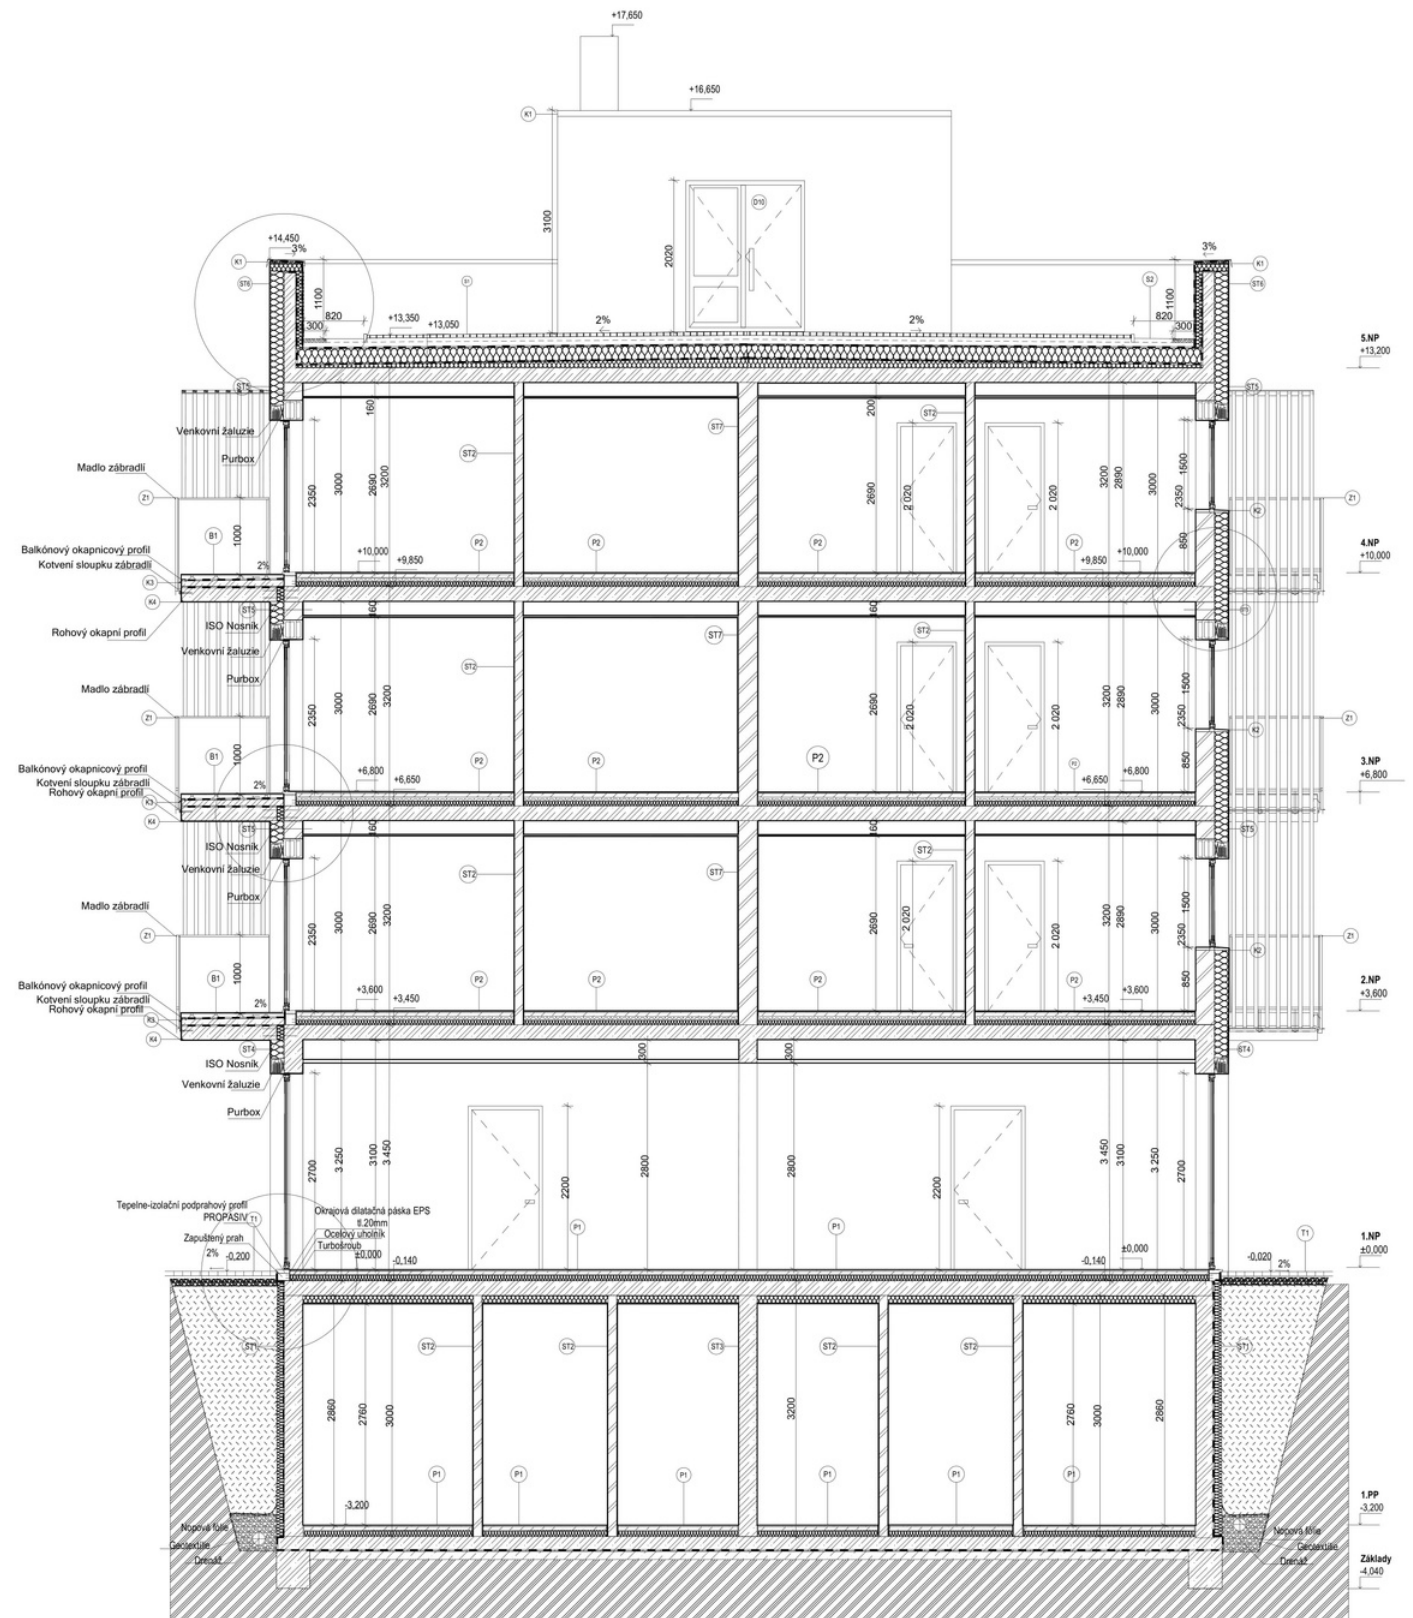 +17,650
+16,650
K1
D10
3100
2020
+14,450
3%
3%
K1
K1
ST6
S1
S2
ST6
1100
1100
820
820
300
300
+13,350
+13,050
2%
2%
5.NP
+13,200
ST5
ST5
160
200
ST2
ST7
Venkovní žaluzie
ST2
Purbox
Madlo zábradlí
Z1
Z1
1500
2350
3000
2690
3200
2690
2 020
2 020
3200
2890
3000
2350
K2
B1
1000
P2
P2
P2
P2
850
4.NP
+10,000
Balkónový okapnicový profil
Kotvení sloupku zábradlí
2%
+10,000
+9,850
+9,850
+10,000
K3
K4
ST5
160
160
ISO Nosník
Rohový okapní profil
ST7
ST2
Venkovní žaluzie
ST2
Purbox
Madlo zábradlí
Z1
Z1
1500
2350
3000
2690
3200
2690
2 020
2 020
3200
2890
3000
2350
K2
B1
1000
P2
P2
P2
850
3.NP
+6,800
Balkónový okapnicový profil
Kotvení sloupku zábradlí
Rohový okapní profil
2%
+6,800
+6,650
+6,650
+6,800
K3
K4
ST5
160
160
ST5
ISO Nosník
ST2
Venkovní žaluzie
ST2
ST7
Purbox
Madlo zábradlí
Z1
Z1
1500
2350
3000
2690
3200
2690
2 020
2 020
3200
2890
3000
2350
K2
B1
1000
P2
P2
P2
P2
850
2.NP
+3,600
Balkónový okapnicový profil
Kotvení sloupku zábradlí
Rohový okapní profil
2%
+3,600
+3,450
+3,450
+3,600
K3
K4
ST4
300
300
ST4
ISO Nosník
Venkovní žaluzie
Purbox
2700
3 250
3100
3 450
2800
2800
3 450
3100
3 250
2700
2200
2200
Tepelne-izolační podprahový profil
PROPASIV
T1
Okrajová dilatačná páska EPS
tl.20mm
Ocelový uholník
Turbošroub
Zapuštený prah
P1
P1
T1
1.NP
±0,000
2%
-0,200
±0,000
-0,140
-0,140
±0,000
-0,020
2%
ST1
ST2
ST2
ST3
ST2
ST2
ST1
2860
2760
3000
3200
2760
3000
2860
P1
P1
P1
P1
P1
P1
-3,200
1.PP
-3,200
Nopová fólie
Geotextílie
Drenáž
Nopová fólie
Geotextílie
Drenáž
Základy
-4,040